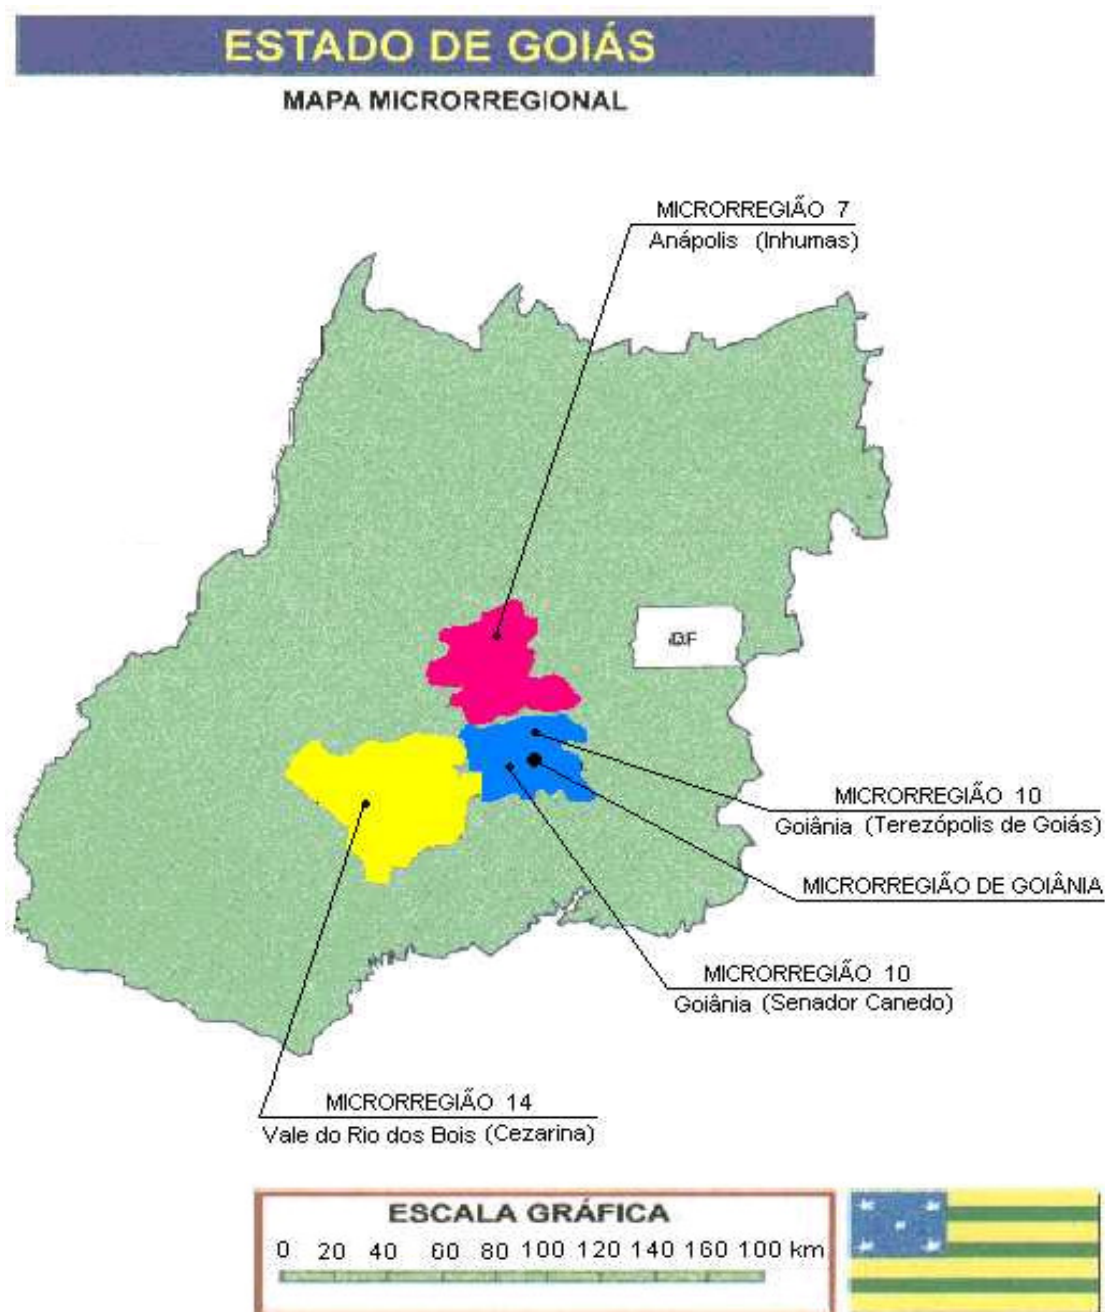 ESTADO DE GOIÁS
MAPA MICRORREGIONAL
MICRORREGIÃO 7
Anápolis (Inhumas)
DF
MICRORREGIÃO 10
Goiânia (Terezópolis de Goiás)
MICRORREGIÃO DE GOIÂNIA
MICRORREGIÃO 10
Goiânia (Senador Canedo)
MICRORREGIÃO 14
Vale do Rio dos Bois (Cezarina)
ESCALA GRÁFICA
0 20 40 60 80 100 120 140 160 100 km